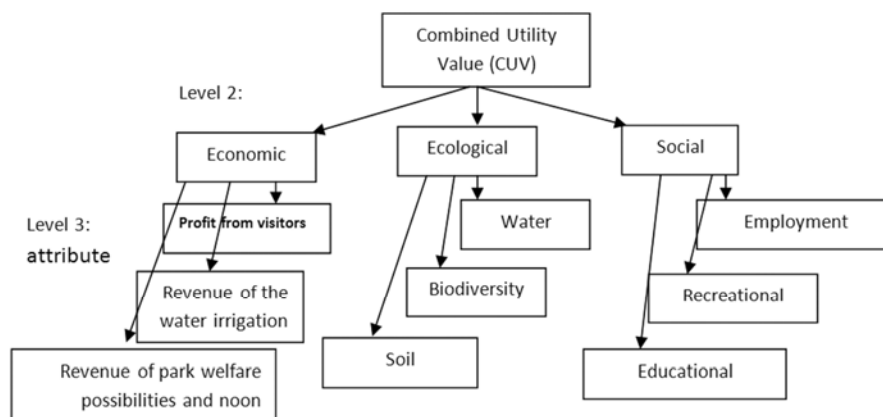 Combined Utility
Value (CUV)
Level 2:
Economic
Ecological
Social
Level 3:
attribute
Profit from visitors
Water
Employment
Revenue of the
water irrigation
Biodiversity
Recreational
Revenue of park welfare
possibilities and noon
Soil
Educational